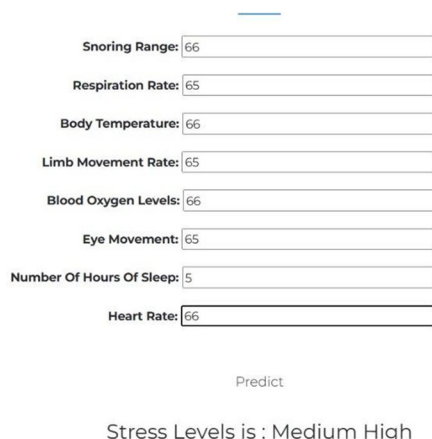 Snoring Range: 66
Respiration Rate: 65
Body Temperature: 66
Limb Movement Rate: 65
Blood Oxygen Levels: 66
Eye Movement: 65
Number Of Hours Of Sleep: 5
Heart Rate: 66
Predict
Stress Levels is : Medium High